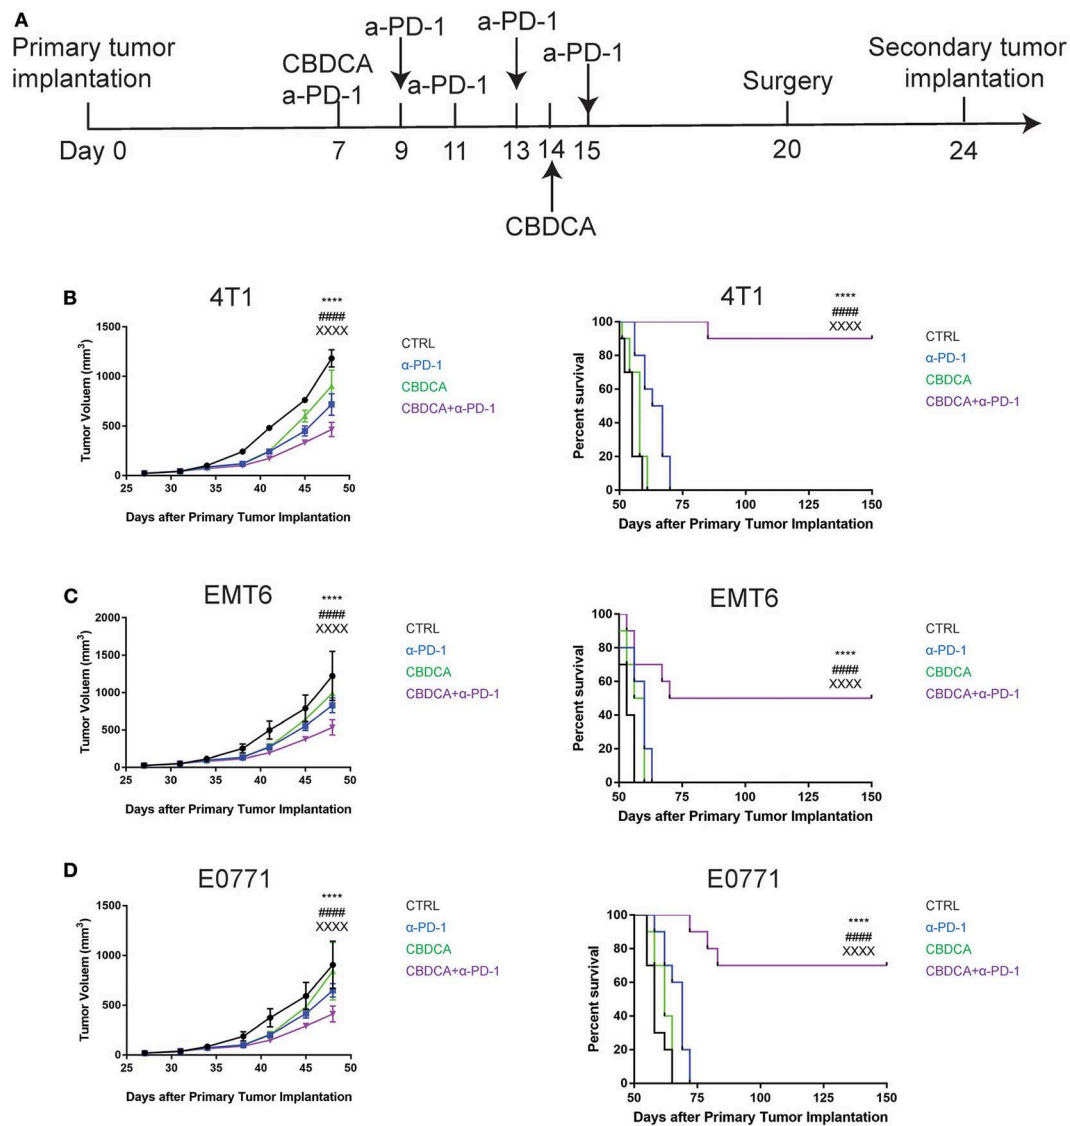 A
Primary tumor
implantation
CBDCA
a-PD-1
a-PD-1
a-PD-1
a-PD-1
a-PD-1
Surgery
Secondary tumor
implantation
Day 0
7
9
11
13
14
15
20
24
CBDCA
B
4T1
****
####
XXXX
1500
1000
500
0
Tumor Voluem (mm3)
25
30
35
40
45
50
Days after Primary Tumor Implantation
CTRL
α-PD-1
CBDCA
CBDCA+α-PD-1
4T1
****
####
XXXX
100
80
60
40
20
0
Percent survival
50
75
100
125
150
Days after Primary Tumor Implantation
CTRL
α-PD-1
CBDCA
CBDCA+α-PD-1
C
EMT6
****
####
XXXX
2000
1500
1000
500
0
Tumor Voluem (mm3)
25
30
35
40
45
50
Days after Primary Tumor Implantation
CTRL
α-PD-1
CBDCA
CBDCA+α-PD-1
EMT6
****
####
XXXX
100
80
60
40
20
0
Percent survival
50
75
100
125
150
Days after Primary Tumor Implantation
CTRL
α-PD-1
CBDCA
CBDCA+α-PD-1
D
E0771
****
####
XXXX
1500
1000
500
0
Tumor Voluem (mm3)
25
30
35
40
45
50
Days after Primary Tumor Implantation
CTRL
α-PD-1
CBDCA
CBDCA+α-PD-1
E0771
****
####
XXXX
100
80
60
40
20
0
Percent survival
50
75
100
125
150
Days after Primary Tumor Implantation
CTRL
α-PD-1
CBDCA
CBDCA+α-PD-1